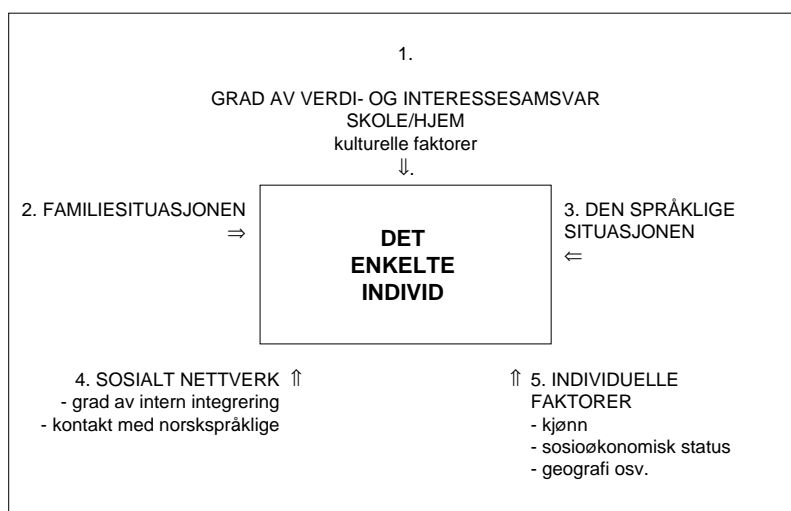 1.
GRAD AV VERDI- OG INTERESSESAMSVAR
SKOLE/HJEM
kulturelle faktorer
⇓.
2. FAMILIESITUASJONEN
⇒
DET
ENKELTE
INDIVID
3. DEN SPRÅKLIGE
SITUASJONEN
⇐
4. SOSIALT NETTVERK ⇑
- grad av intern integrering
- kontakt med norskspråklige
⇑ 5. INDIVIDUELLE
FAKTORER
- kjønn
- sosioøkonomisk status
- geografi osv.